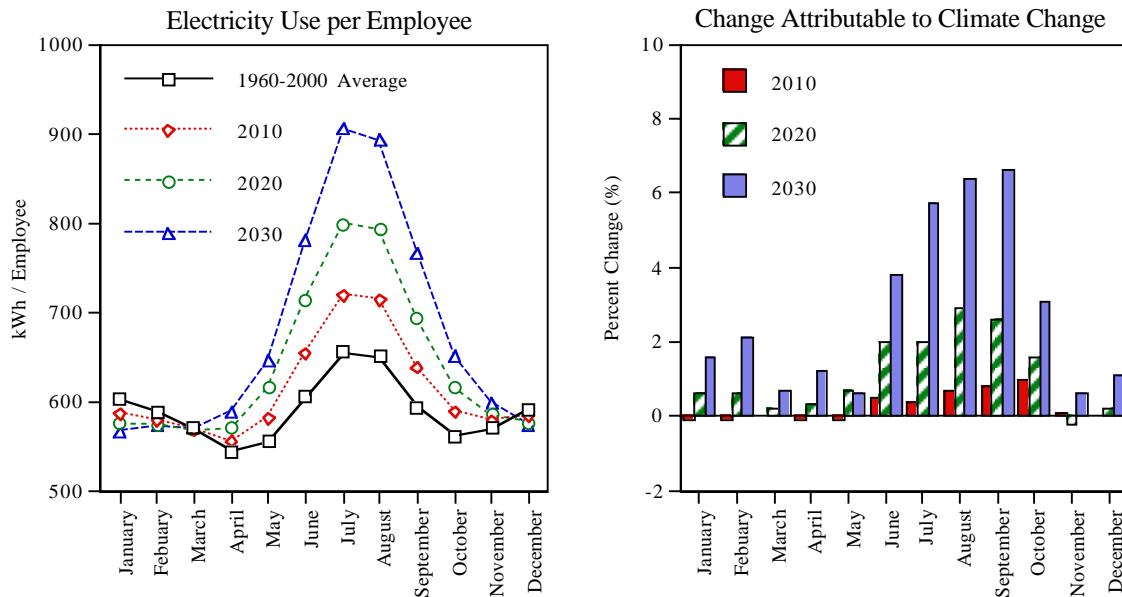 Electricity Use per Employee
1000
900
800
700
600
500
kWh / Employee
1960-2000 Average
2010
2020
2030
January
Febuary
March
April
May
June
July
August
September
October
November
December
Change Attributable to Climate Change
10
8
6
4
2
0
-2
Percent Change (%)
2010
2020
2030
January
Febuary
March
April
May
June
July
August
September
October
November
December